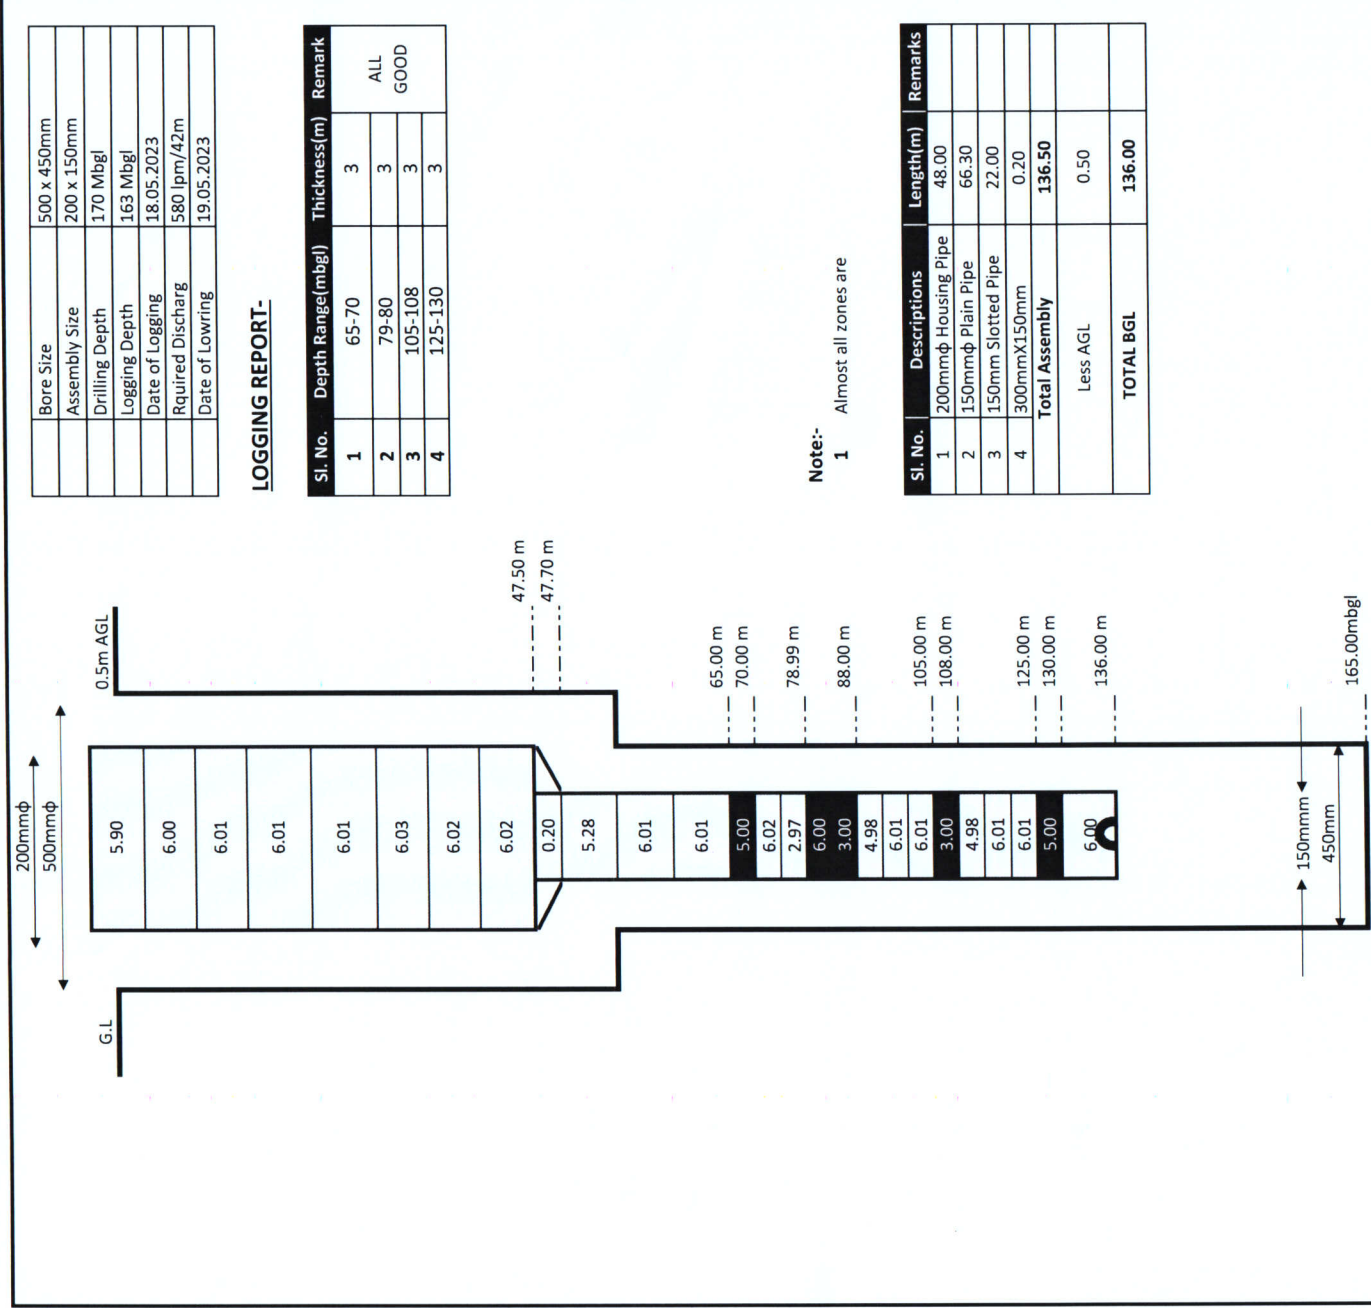 200mmф
500mmф
G.L
0.5m AGL
5.90
6.00
6.01
6.01
6.01
6.03
6.02
6.02
0.20
5.28
6.01
6.01
5.00
6.02
2.97
6.00
3.00
4.98
6.01
6.01
3.00
4.98
6.01
6.01
5.00
6.00
47.50 m
47.70 m
65.00 m
70.00 m
78.99 m
88.00 m
105.00 m
108.00 m
125.00 m
130.00 m
136.00 m
150mmm
450mm
165.00mbgl
Bore Size 500 x 450mm
Assembly Size 200 x 150mm
Drilling Depth 170 Mbgl
Logging Depth 163 Mbgl
Date of Logging 18.05.2023
Rquired Discharg 580 lpm/42m
Date of Lowring 19.05.2023
LOGGING REPORT-
Sl. No. Depth Range(mbgl) Thickness(m) Remark
1 65-70 3 ALL GOOD
2 79-80 3
3 105-108 3
4 125-130 3
Note:-
1 Almost all zones are
Sl. No. Descriptions Length(m) Remarks
1 200mmф Housing Pipe 48.00
2 150mmф Plain Pipe 66.30
3 150mm Slotted Pipe 22.00
4 300mmX150mm 0.20
Total Assembly 136.50
Less AGL 0.50
TOTAL BGL 136.00